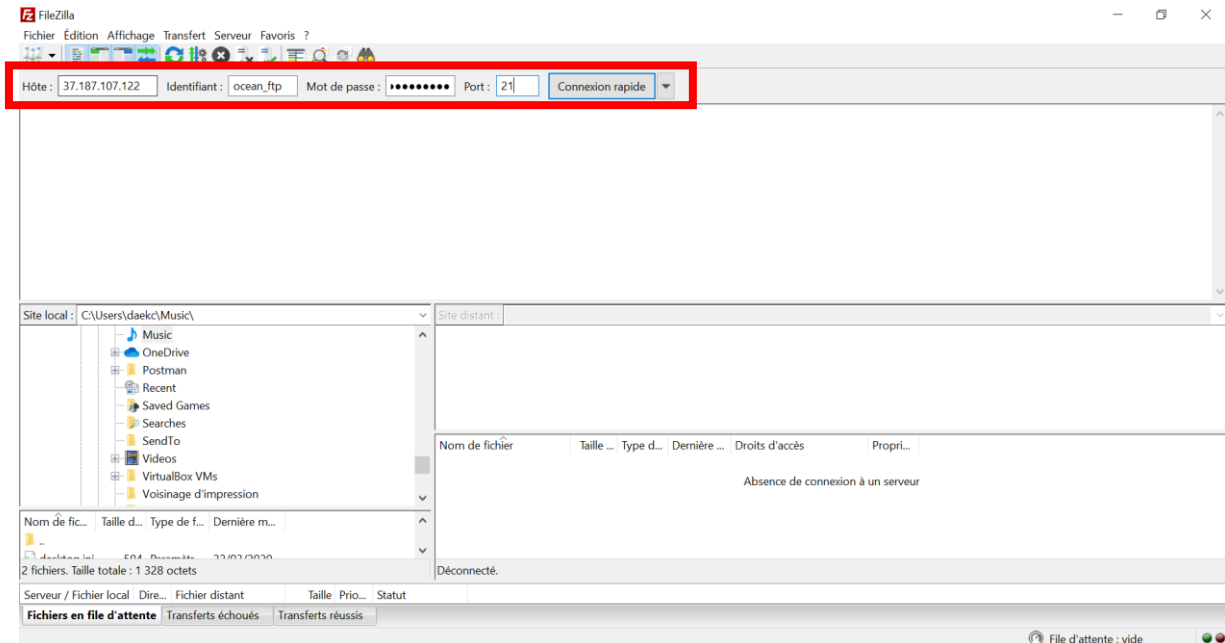 FileZilla
Fichier Édition Affichage Transfert Serveur Favoris ?
Hôte : 37.187.107.122 Identifiant : ocean_ftp Mot de passe : ●●●●●●●●● Port : 21 Connexion rapide
Site local : C:\Users\daekc\Music\
Site distant :
Music
OneDrive
Postman
Recent
Saved Games
Searches
SendTo
Videos
VirtualBox VMs
Voisinage d'impression
Nom de fichier Taille ... Type d... Dernière ... Droits d'accès Propri...
Absence de connexion à un serveur
Nom de fic... Taille d... Type de f... Dernière m...
..
2 fichiers. Taille totale : 1 328 octets
Déconnecté.
Serveur / Fichier local Dire... Fichier distant Taille Prio... Statut
Fichiers en file d'attente Transferts échoués Transferts réussis
File d'attente : vide